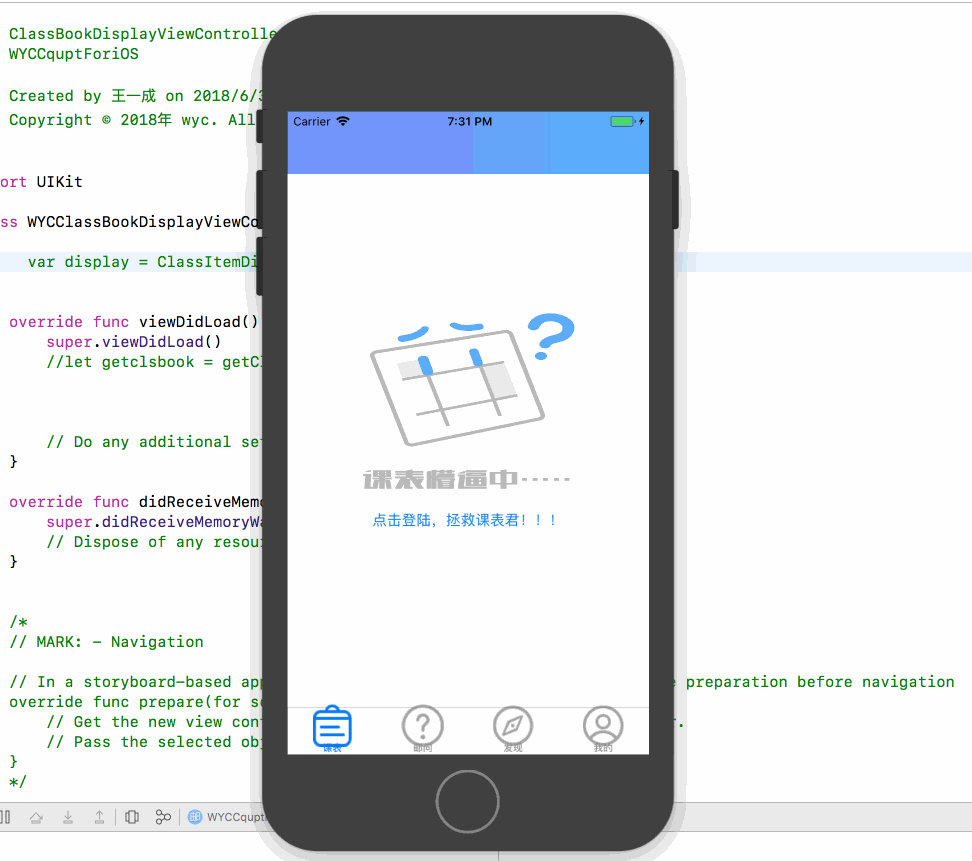 ClassBookDisplayViewControlle
WYCCquptForiOS
Created by 王一成 on 2018/6/3
Copyright © 2018年 wyc. All
ort UIKit
ss WYCClassBookDisplayViewCo
var display = ClassItemDi
override func viewDidLoad()
super.viewDidLoad()
//let getclsbook = getC
// Do any additional set
}
override func didReceiveMemo
super.didReceiveMemoryWa
// Dispose of any resour
}
/*
// MARK: - Navigation
// In a storyboard-based app
preparation before navigation
override func prepare(for se
// Get the new view cont
r.
// Pass the selected obj
}
*/
WYCCqupt
Carrier
7:31 PM
课表懵逼中·····
点击登陆，拯救课表君！！！
课表
邮问
发现
我的